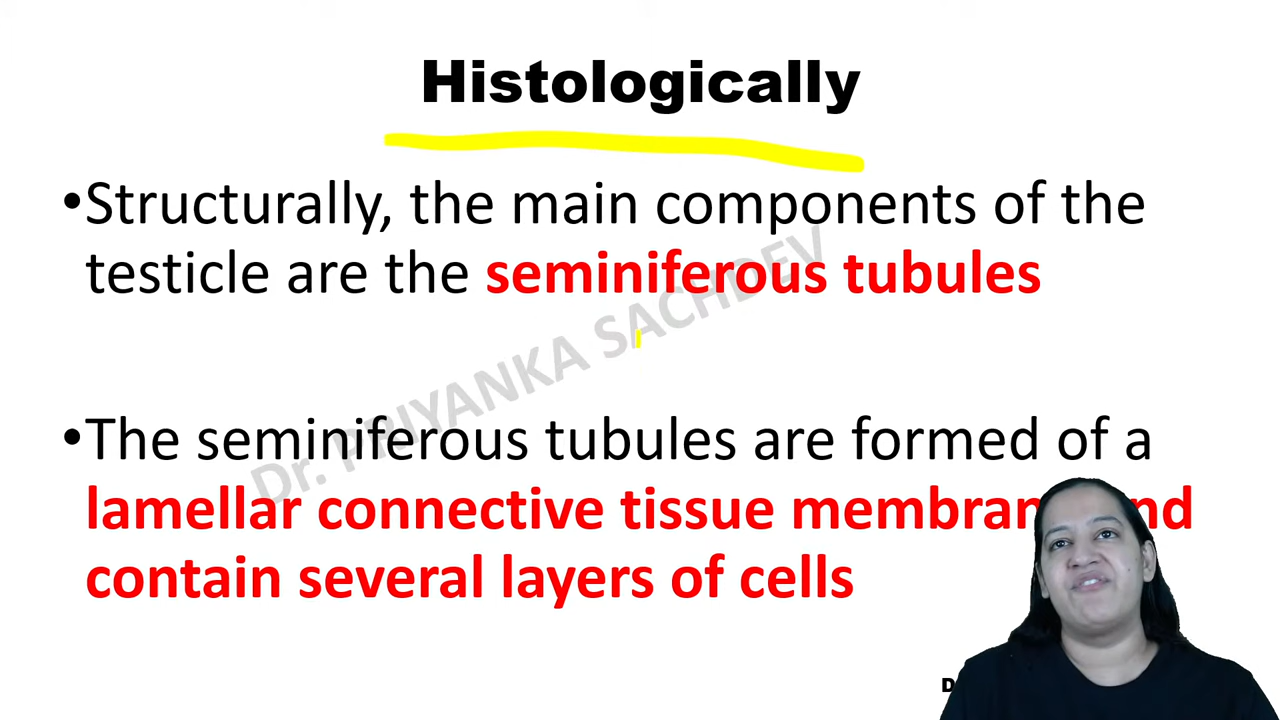 Histologically
•Structurally, the main components of the
testicle are the seminiferous tubules
Dr. PRIYANKA SACHDEV
•The seminiferous tubules are formed of a
lamellar connective tissue membrane and
contain several layers of cells
D